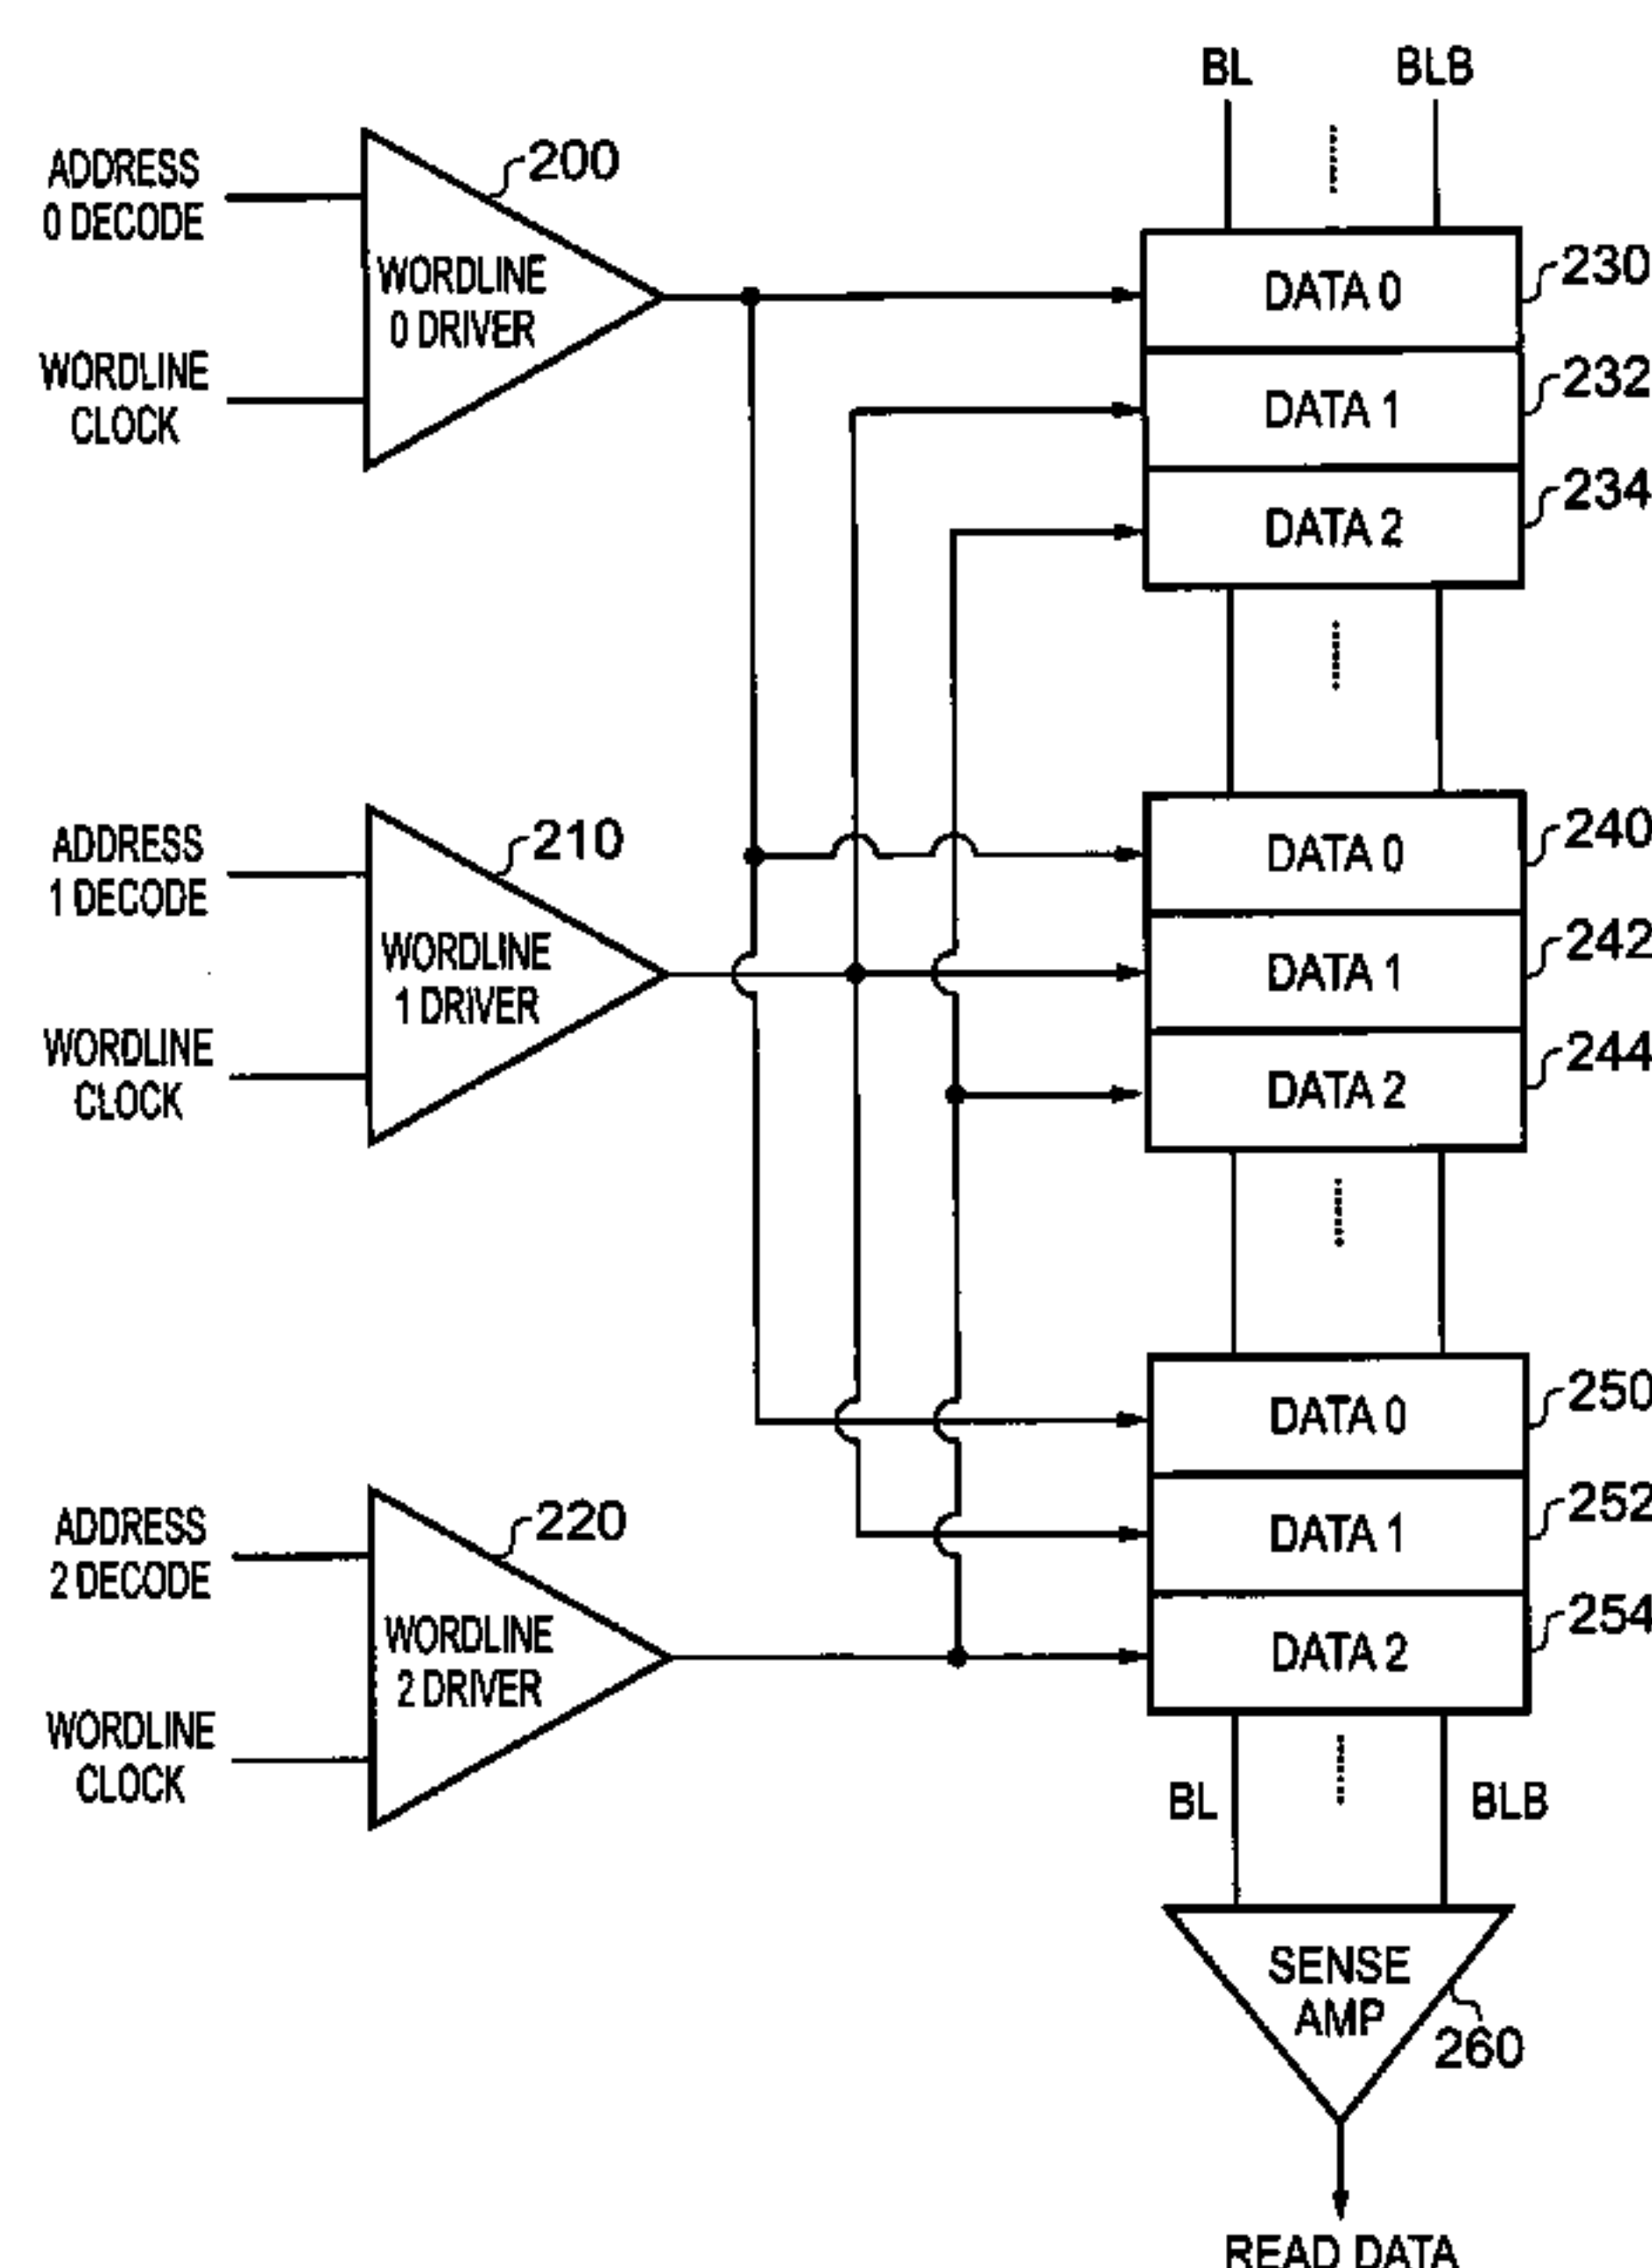 BL
BLB
ADDRESS
0 DECODE
200
WORDLINE
0 DRIVER
WORDLINE
CLOCK
DATA 0
230
DATA 1
232
DATA 2
234
ADDRESS
1 DECODE
210
WORDLINE
1 DRIVER
WORDLINE
CLOCK
DATA 0
240
DATA 1
242
DATA 2
244
ADDRESS
2 DECODE
220
WORDLINE
2 DRIVER
WORDLINE
CLOCK
DATA 0
250
DATA 1
252
DATA 2
254
BL
BLB
SENSE
AMP
260
READ DATA